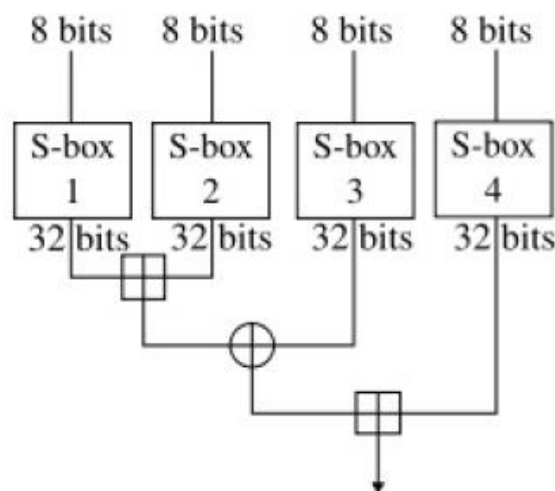 8 bits 8 bits 8 bits 8 bits
S-box S-box S-box S-box
1 2 3 4
32 bits 32 bits 32 bits 32 bits